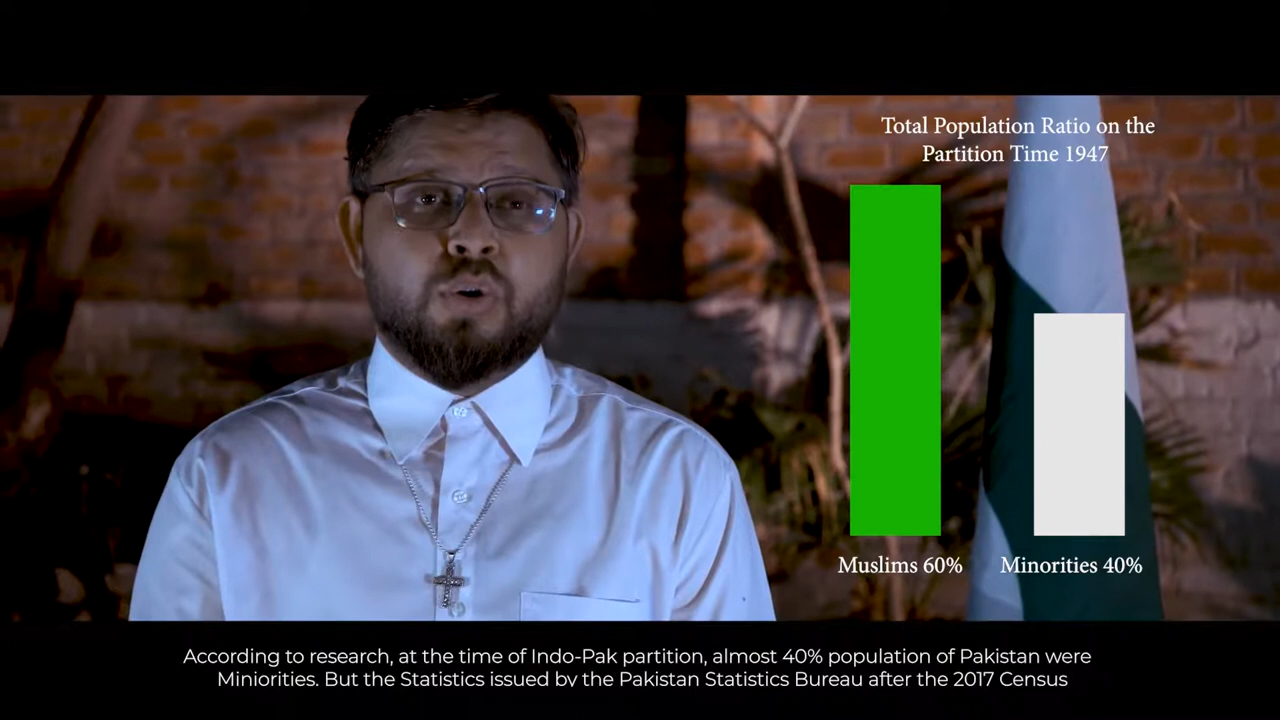 Total Population Ratio on the
Partition Time 1947
Muslims 60%
Minorities 40%
According to research, at the time of Indo-Pak partition, almost 40% population of Pakistan were
Miniorities. But the Statistics issued by the Pakistan Statistics Bureau after the 2017 Census